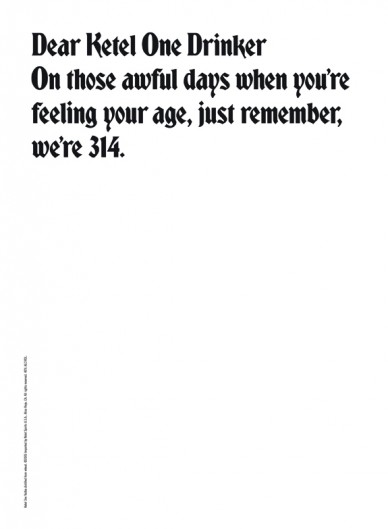 Dear Ketel One Drinker
On those awful days when you're
feeling your age, just remember,
we're 314.